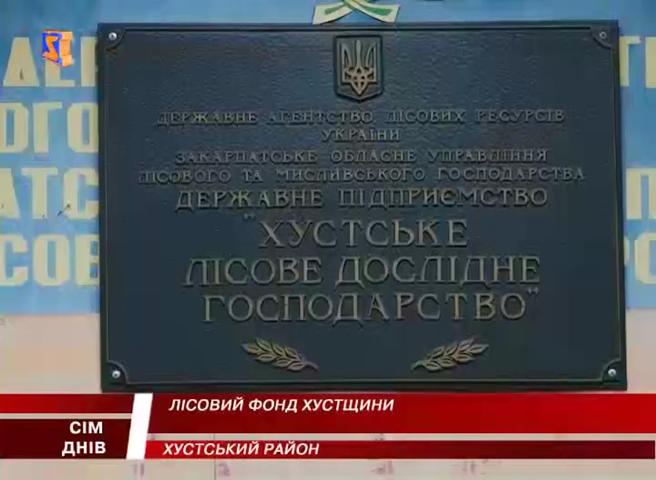 ДЕРЖАВНЕ АГЕНТСТВО ЛІСОВИХ РЕСУРСІВ
УКРАЇНИ
ЗАКАРПАТСЬКЕ ОБЛАСНЕ УПРАВЛІННЯ
ЛІСОВОГО ТА МИСЛИВСЬКОГО ГОСПОДАРСТВА
ДЕРЖАВНЕ ПІДПРИЄМСТВО
"ХУСТСЬКЕ
ЛІСОВЕ ДОСЛІДНЕ
ГОСПОДАРСТВО"
ЛІСОВИЙ ФОНД ХУСТЩИНИ
СІМ
ДНІВ
ХУСТСЬКИЙ РАЙОН